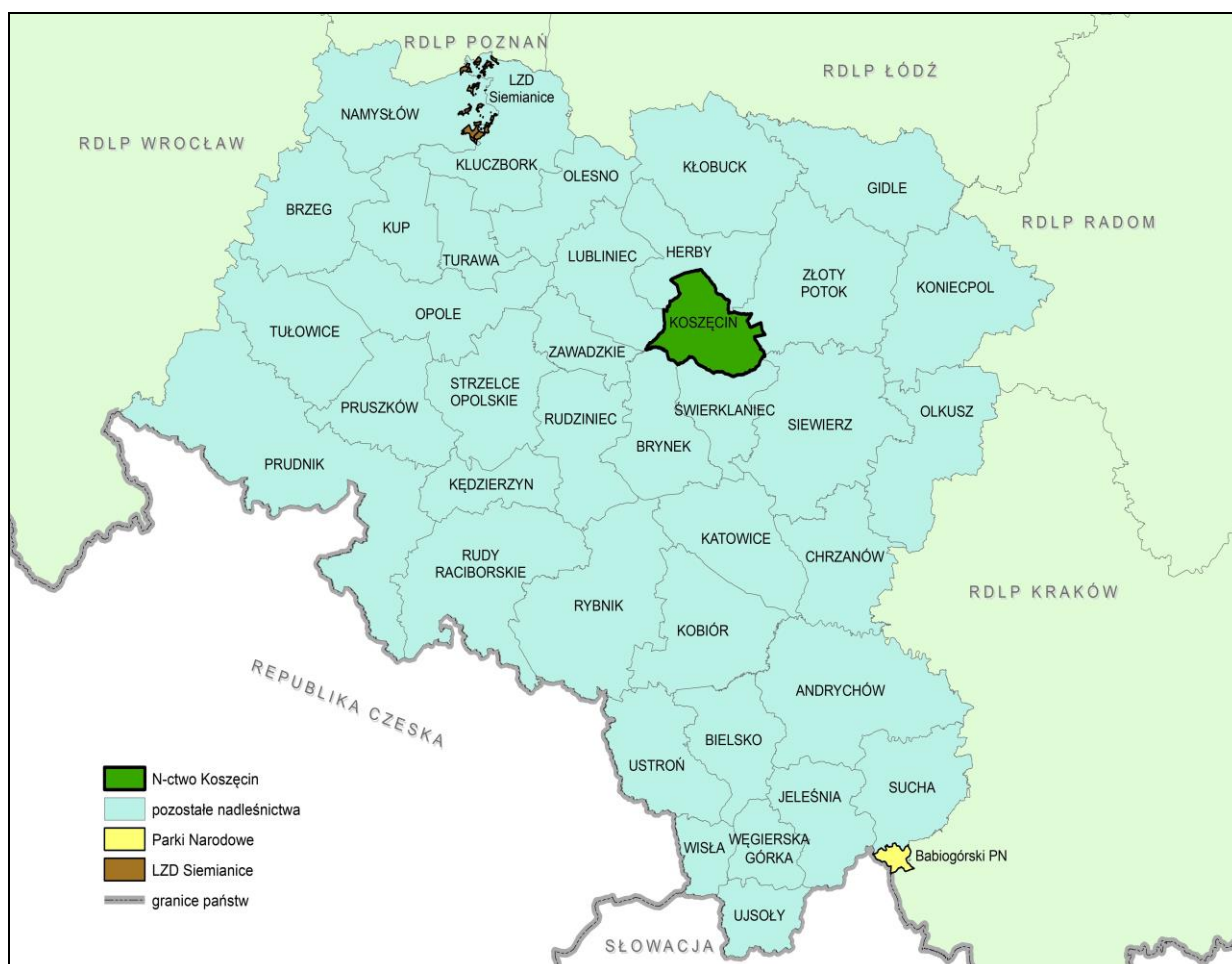 RDLP POZNAŃ
RDLP ŁÓDŹ
LZD
Siemianice
NAMYSŁÓW
RDLP WROCŁAW
KLUCZBORK
OLESNO
KŁOBUCK
GIDLE
BRZEG
KUP
TURAWA
LUBLINIEC
HERBY
RDLP RADOM
ZŁOTY
POTOK
KONIECPOL
OPOLE
TUŁOWICE
KOSZĘCIN
ZAWADZKIE
STRZELCE
OPOLSKIE
PRUSZKÓW
RUDZINIEC
ŚWIERKLANIEC
SIEWIERZ
OLKUSZ
BRYNEK
PRUDNIK
KĘDZIERZYN
KATOWICE
CHRZANÓW
RUDY
RACIBORSKIE
RYBNIK
KOBIÓR
RDLP KRAKÓW
REPUBLIKA CZESKA
ANDRYCHÓW
BIELSKO
USTROŃ
JELEŚNIA
SUCHA
WISŁA
WĘGIERSKA
GÓRKA
Babiogórski PN
UJSOŁY
SŁOWACJA
N-ctwo Koszęcin
pozostałe nadleśnictwa
Parki Narodowe
LZD Siemianice
granice państw